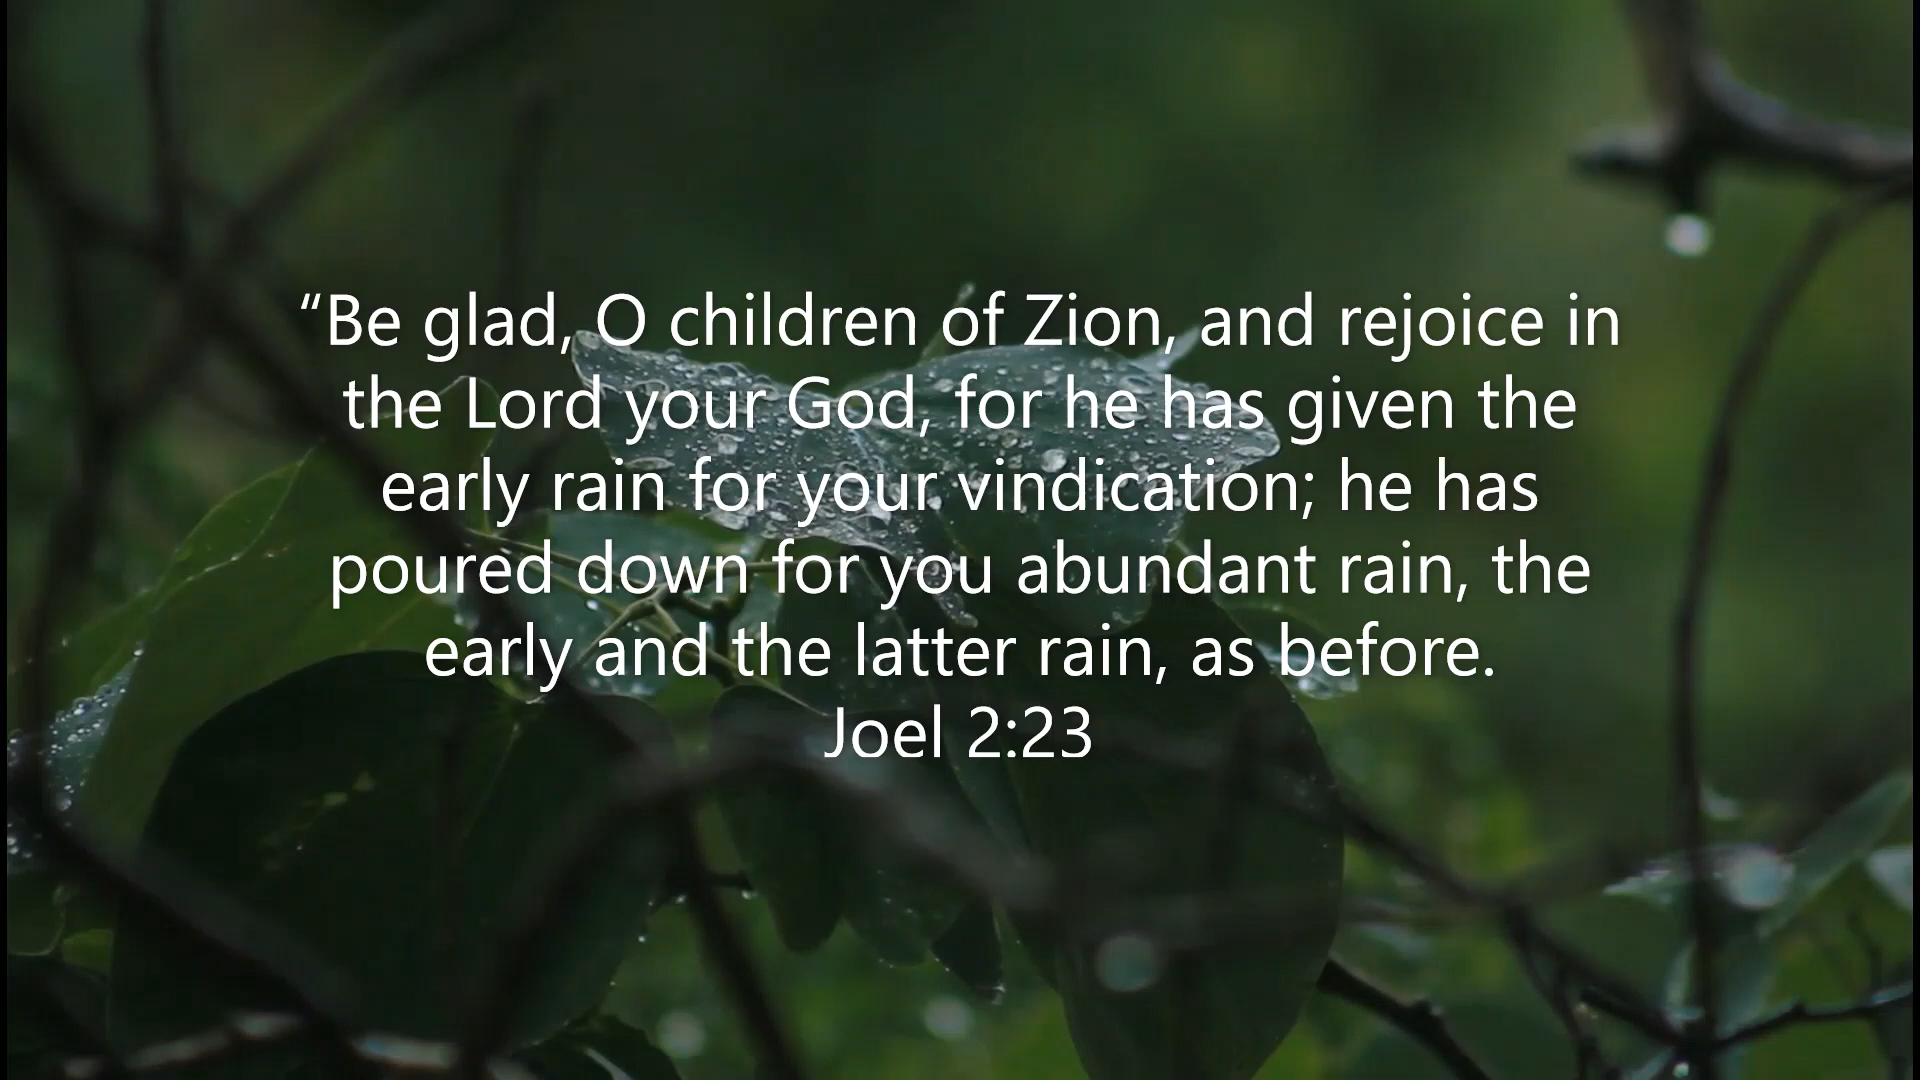 “Be glad, O children of Zion, and rejoice in
the Lord your God, for he has given the
early rain for your vindication; he has
poured down for you abundant rain, the
early and the latter rain, as before.
Joel 2:23